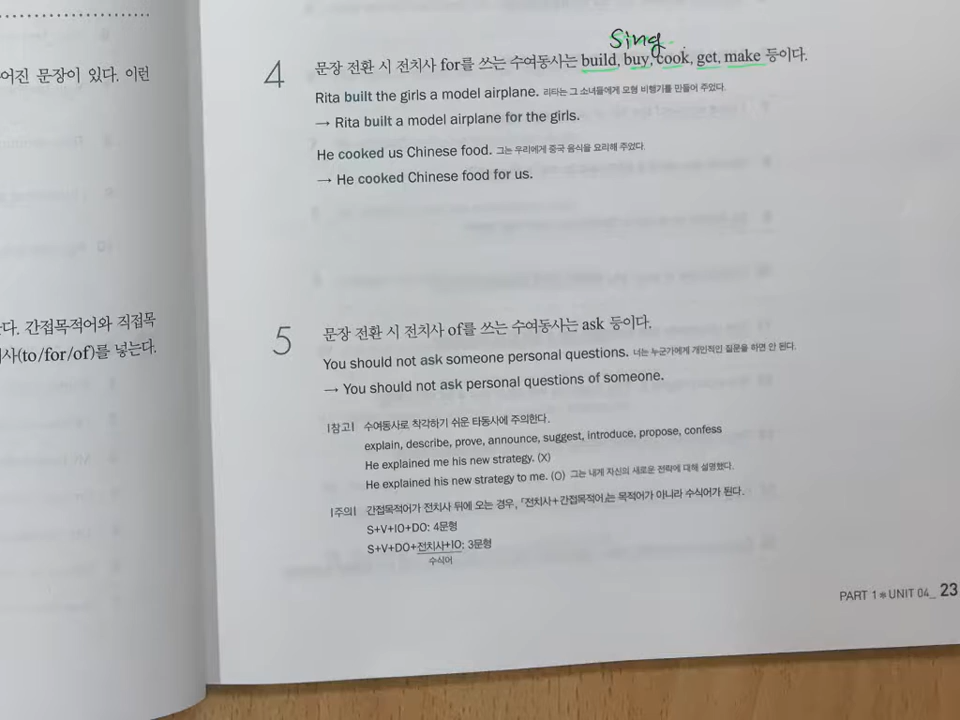 어진 문장이 있다. 이런
다. 간접목적어와 직접목
사(to/for/of)를 넣는다.
Sing
4 문장 전환 시 전치사 for를 쓰는 수여동사는 build, buy, cook, get, make 등이다.
Rita built the girls a model airplane. 리타는 그 소녀들에게 모형 비행기를 만들어 주었다.
→ Rita built a model airplane for the girls.
He cooked us Chinese food. 그는 우리에게 중국 음식을 요리해 주었다.
→ He cooked Chinese food for us.
5 문장 전환 시 전치사 of를 쓰는 수여동사는 ask 등이다.
You should not ask someone personal questions. 너는 누군가에게 개인적인 질문을 하면 안 된다.
→ You should not ask personal questions of someone.
|참고| 수여동사로 착각하기 쉬운 타동사에 주의한다.
explain, describe, prove, announce, suggest, introduce, propose, confess
He explained me his new strategy. (X)
He explained his new strategy to me. (O) 그는 내게 자신의 새로운 전략에 대해 설명했다.
|주의| 간접목적어가 전치사 뒤에 오는 경우, 「전치사+간접목적어」는 목적어가 아니라 수식어가 된다.
S+V+IO+DO: 4문형
S+V+DO+전치사+IO: 3문형
수식어
PART 1*UNIT 04_ 23